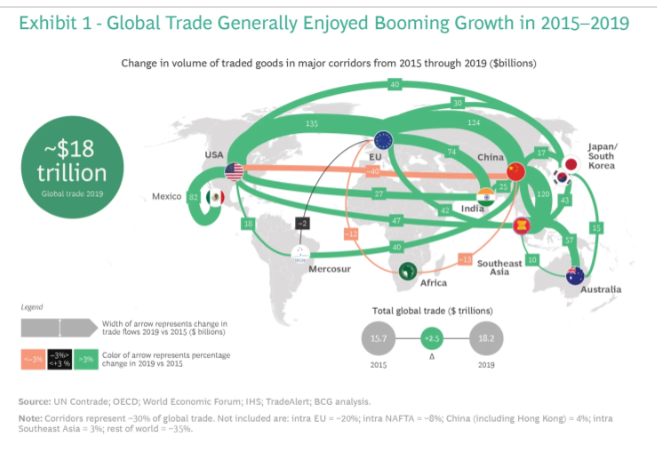 Exhibit 1 - Global Trade Generally Enjoyed Booming Growth in 2015–2019
Change in volume of traded goods in major corridors from 2015 through 2019 ($billions)
~$18
trillion
Global trade 2019
40
30
135
124
USA
EU
74
China
17
Japan/
South
Korea
Mexico
82
27
25
India
120
43
42
18
−2
−12
47
40
57
15
Mercosur
Africa
−13
Southeast
Asia
10
Australia
Legend
Width of arrow represents change in
trade flows 2019 vs 2015 ($ billions)
Color of arrow represents percentage
change in 2019 vs 2015
<−3%
−3%>
<+3 %
>3%
Total global trade ($ trillions)
15.7
+2.5
18.2
2015
Δ
2019
Source: UN Contrade; OECD; World Economic Forum; IHS; TradeAlert; BCG analysis.
Note: Corridors represent ~30% of global trade. Not included are: intra EU = ~20%; intra NAFTA = ~8%; China (including Hong Kong) = 4%; intra
Southeast Asia = 3%; rest of world = ~35%.